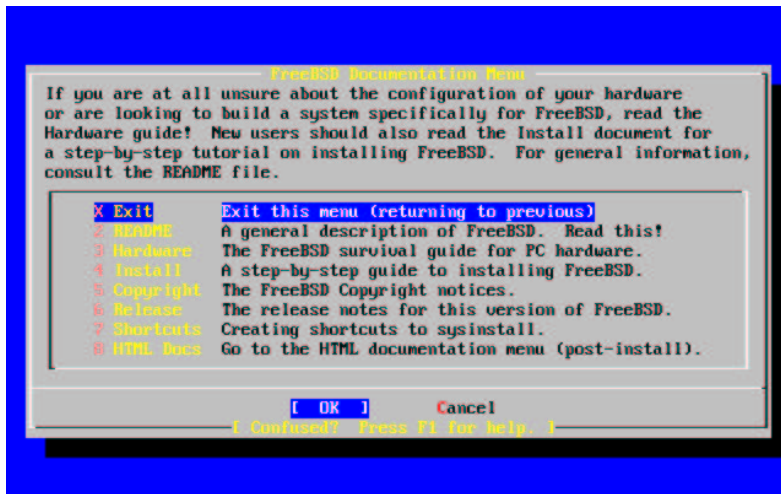 FreeBSD Documentation Menu
If you are at all unsure about the configuration of your hardware
or are looking to build a system specifically for FreeBSD, read the
Hardware guide!  New users should also read the Install document for
a step-by-step tutorial on installing FreeBSD.  For general information,
consult the README file.
X Exit Exit this menu (returning to previous)
2 README A general description of FreeBSD.  Read this!
3 Hardware The FreeBSD survival guide for PC hardware.
4 Install A step-by-step guide to installing FreeBSD.
5 Copyright The FreeBSD Copyright notices.
6 Release The release notes for this version of FreeBSD.
7 Shortcuts Creating shortcuts to sysinstall.
8 HTML Docs Go to the HTML documentation menu (post-install).
[ OK ] Cancel
[ Confused? Press F1 for help. ]